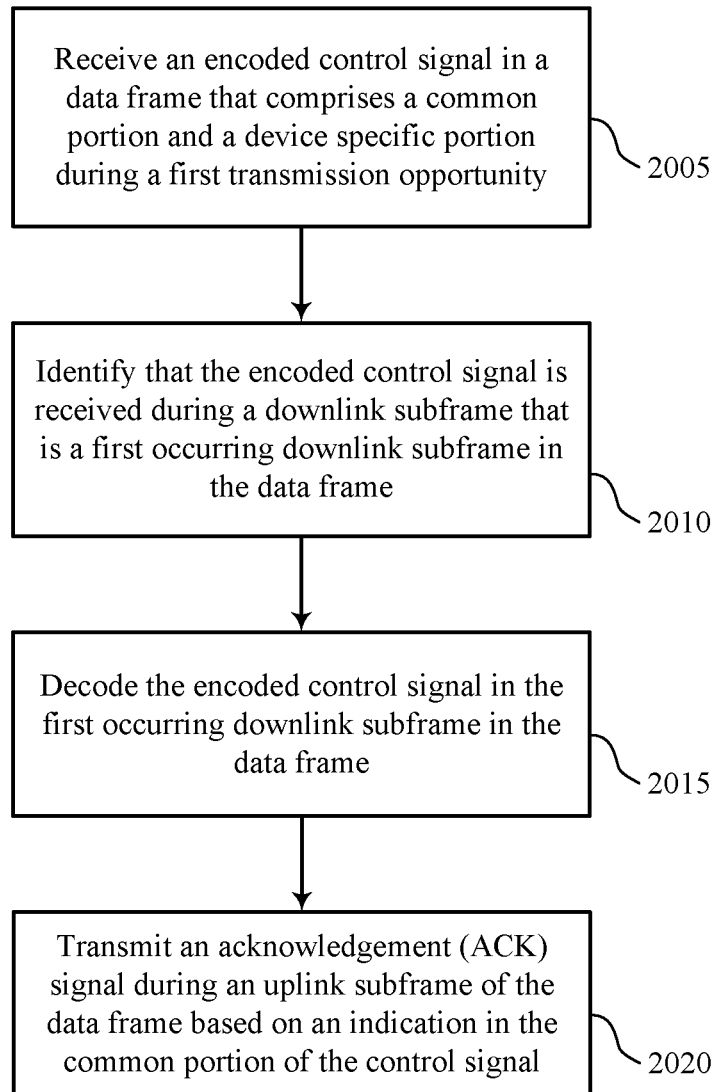 Receive an encoded control signal in a
data frame that comprises a common
portion and a device specific portion
during a first transmission opportunity
2005
Identify that the encoded control signal is
received during a downlink subframe that
is a first occurring downlink subframe in
the data frame
2010
Decode the encoded control signal in the
first occurring downlink subframe in the
data frame
2015
Transmit an acknowledgement (ACK)
signal during an uplink subframe of the
data frame based on an indication in the
common portion of the control signal
2020